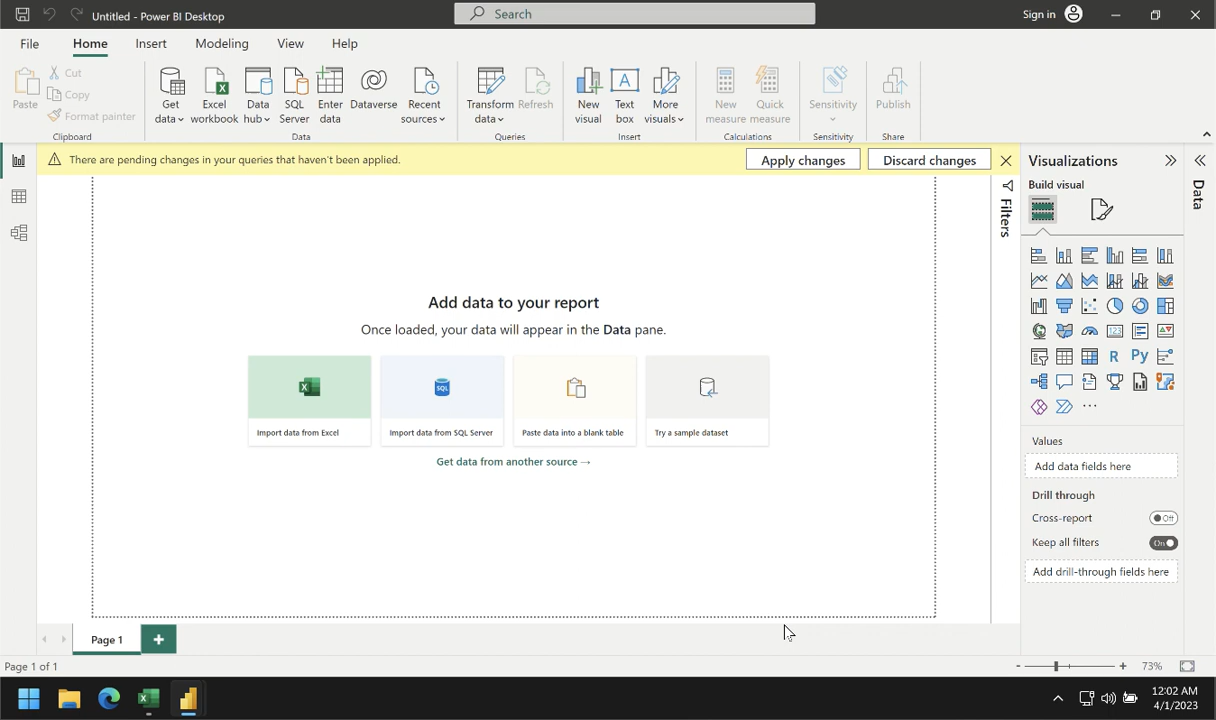 Untitled - Power BI Desktop
Search
Sign in
File Home Insert Modeling View Help
Paste
Cut
Copy
Format painter
Clipboard
Get data
Excel workbook
Data hub
SQL Server
Enter data
Dataverse
Recent sources
Data
Transform data
Refresh
Queries
New visual
Text box
More visuals
Insert
New measure
Quick measure
Calculations
Sensitivity
Sensitivity
Publish
Share
There are pending changes in your queries that haven't been applied.
Apply changes
Discard changes
Filters
Visualizations
Build visual
Data
Add data to your report
Once loaded, your data will appear in the Data pane.
SQL
Import data from Excel
Import data from SQL Server
Paste data into a blank table
Try a sample dataset
Get data from another source →
123
R
Py
Values
Add data fields here
Drill through
Cross-report Off
Keep all filters On
Add drill-through fields here
Page 1
Page 1 of 1
- + 73%
12:02 AM
4/1/2023